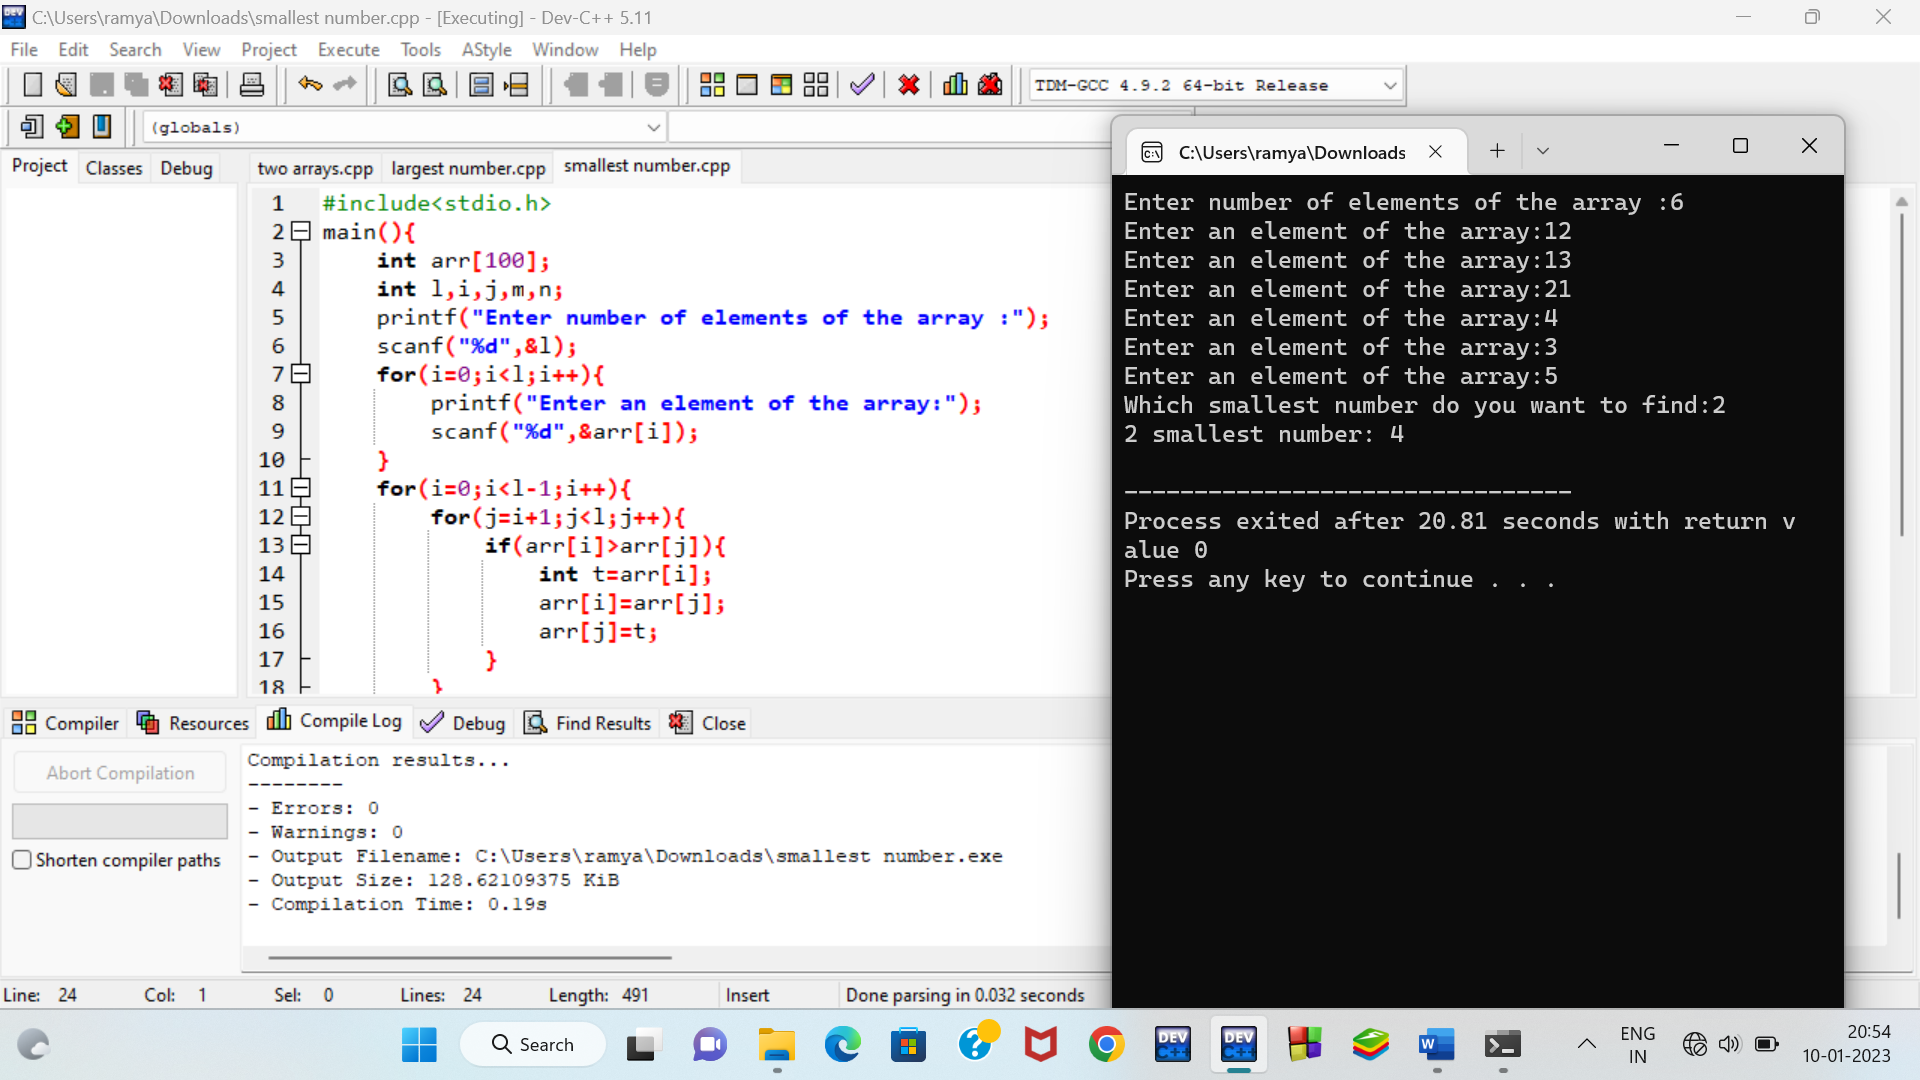 C:\Users\ramya\Downloads\smallest number.cpp - [Executing] - Dev-C++ 5.11
File Edit Search View Project Execute Tools AStyle Window Help
TDM-GCC 4.9.2 64-bit Release
(globals)
Project Classes Debug
two arrays.cpp largest number.cpp smallest number.cpp
1 #include<stdio.h>
2 main(){
3 int arr[100];
4 int l,i,j,m,n;
5 printf("Enter number of elements of the array :");
6 scanf("%d",&l);
7 for(i=0;i<l;i++){
8 printf("Enter an element of the array:");
9 scanf("%d",&arr[i]);
10 }
11 for(i=0;i<l-1;i++){
12 for(j=i+1;j<l;j++){
13 if(arr[i]>arr[j]){
14 int t=arr[i];
15 arr[i]=arr[j];
16 arr[j]=t;
17 }
18 }
C:\Users\ramya\Downloads
Enter number of elements of the array :6
Enter an element of the array:12
Enter an element of the array:13
Enter an element of the array:21
Enter an element of the array:4
Enter an element of the array:3
Enter an element of the array:5
Which smallest number do you want to find:2
2 smallest number: 4
--------------------------------
Process exited after 20.81 seconds with return v
alue 0
Press any key to continue . . .
Compiler Resources Compile Log Debug Find Results Close
Abort Compilation
Shorten compiler paths
Compilation results...
--------
- Errors: 0
- Warnings: 0
- Output Filename: C:\Users\ramya\Downloads\smallest number.exe
- Output Size: 128.62109375 KiB
- Compilation Time: 0.19s
Line: 24 Col: 1 Sel: 0 Lines: 24 Length: 491 Insert Done parsing in 0.032 seconds
Search
DEV C++
DEV C++
W
ENG
IN
20:54
10-01-2023